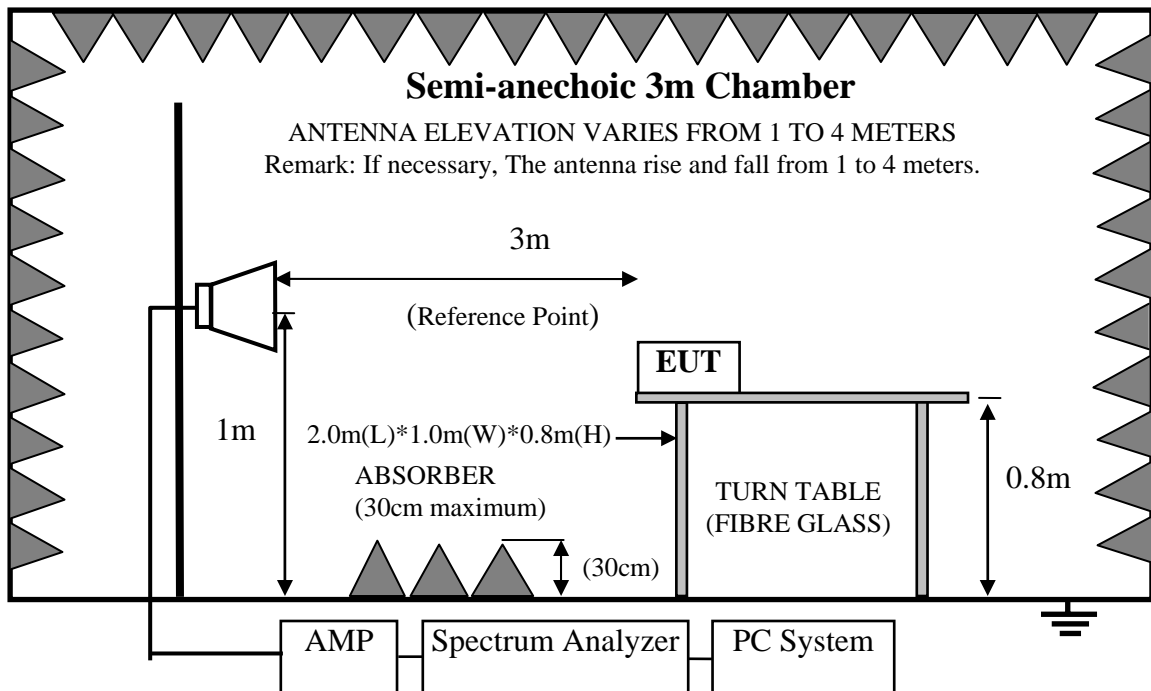 Semi-anechoic 3m Chamber
ANTENNA ELEVATION VARIES FROM 1 TO 4 METERS
Remark: If necessary, The antenna rise and fall from 1 to 4 meters.
3m
(Reference Point)
EUT
1m
2.0m(L)*1.0m(W)*0.8m(H)
ABSORBER
(30cm maximum)
TURN TABLE
(FIBRE GLASS)
0.8m
(30cm)
AMP
Spectrum Analyzer
PC System